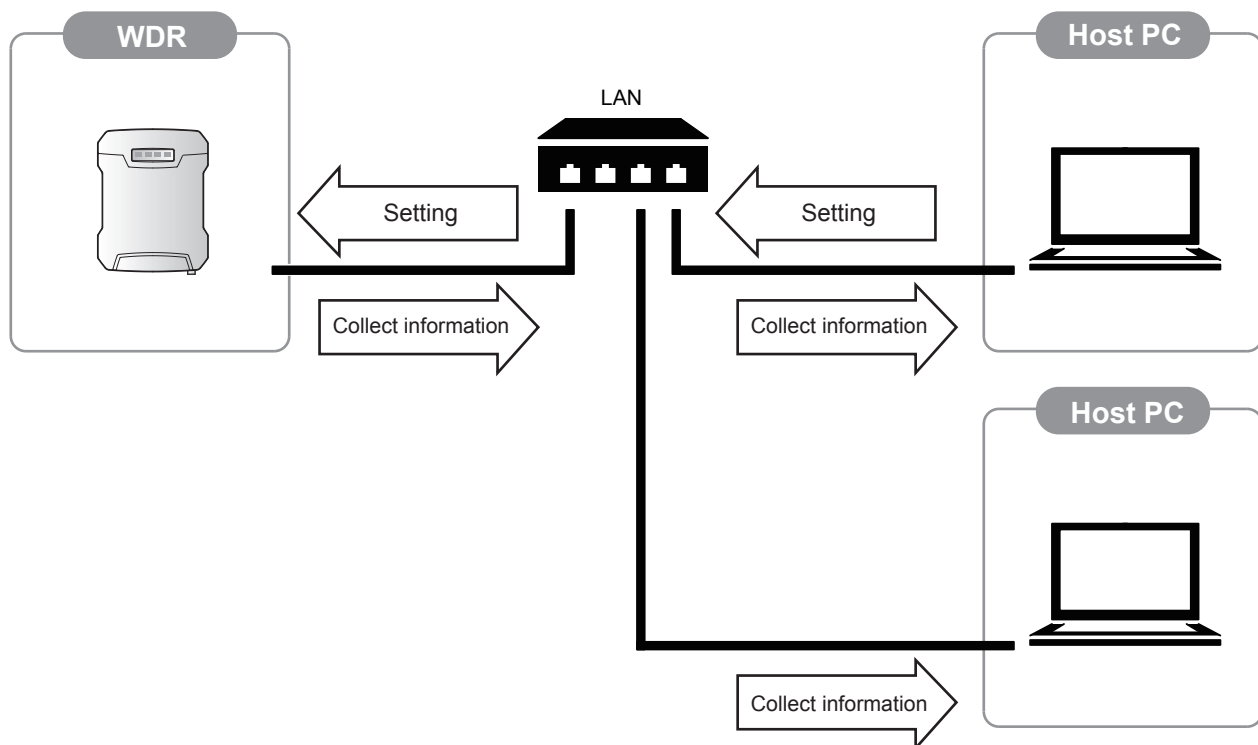 WDR
Host PC
LAN
Setting
Setting
Collect information
Collect information
Host PC
Collect information